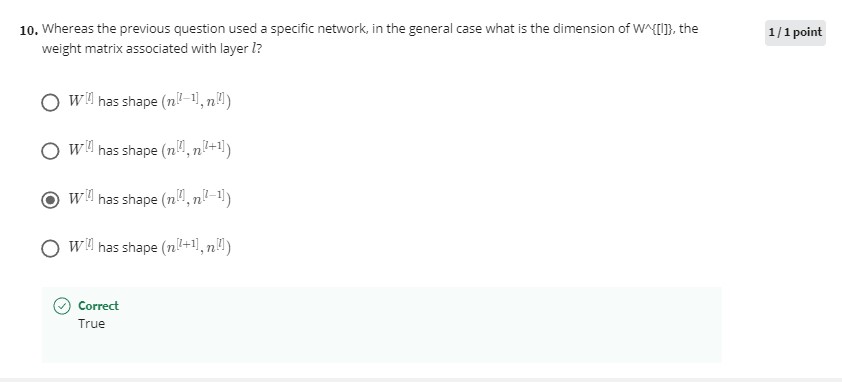 10. Whereas the previous question used a specific network, in the general case what is the dimension of W^{[l]}, the
weight matrix associated with layer l?
1 / 1 point
W^{[l]} has shape (n^{[l-1]}, n^{[l]})
W^{[l]} has shape (n^{[l]}, n^{[l+1]})
W^{[l]} has shape (n^{[l]}, n^{[l-1]})
W^{[l]} has shape (n^{[l+1]}, n^{[l]})
Correct
True